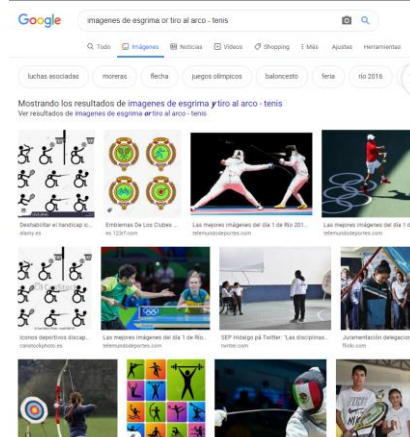 Google
imagenes de esgrima or tiro al arco - tenis
Todo Imágenes Noticias Videos Shopping Más Ajustes Herramientas
luchas asociadas moreras flecha juegos olímpicos baloncesto feria rio 2016
Mostrando los resultados de imagenes de esgrima y tiro al arco - tenis
Ver resultados de imagenes de esgrima or tiro al arco - tenis
Deshabilitar el handicap ic... Emblemas De Los Clubes ... Las mejores imágenes del día 1 de Río 201... Las mejores imágenes del día 1 d
alamy.es es.123rf.com telemundodeportes.com telemundodeportes.com
Iconos deportivos discap... Las mejores imágenes del día 1 de Río... SEP Hidalgo på Twitter: "Las disciplinas... Juramentación delegacion
canstockphoto.es telemundodeportes.com twitter.com flickr.com